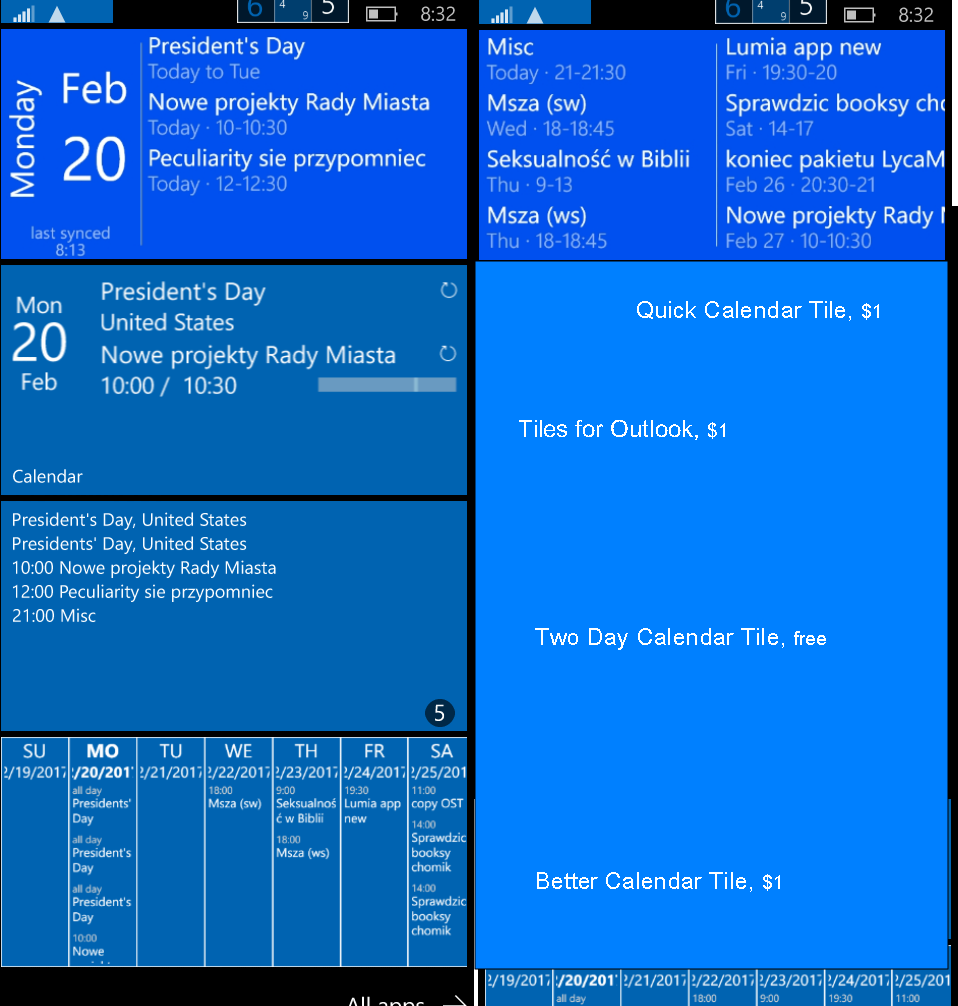 6 4 9 5 8:32
Monday
Feb
20
last synced
8:13
President's Day
Today to Tue
Nowe projekty Rady Miasta
Today · 10-10:30
Peculiarity sie przypomniec
Today · 12-12:30
Mon
20
Feb
President's Day
United States
Nowe projekty Rady Miasta
10:00 / 10:30
Calendar
President's Day, United States
Presidents' Day, United States
10:00 Nowe projekty Rady Miasta
12:00 Peculiarity sie przypomniec
21:00 Misc
5
SU MO TU WE TH FR SA
2/19/2017 /20/201 2/21/2017 2/22/2017 2/23/2017 2/24/2017 2/25/201
all day
Presidents'
Day
all day
President's
Day
all day
President's
Day
10:00
Nowe
18:00
Msza (sw)
9:00
Seksualnoś
ć w Biblii
18:00
Msza (ws)
19:30
Lumia app
new
11:00
copy OST
14:00
Sprawdzic
booksy
chomik
14:00
Sprawdzic
booksy
chomik
All apps
6 4 9 5 8:32
Misc
Today · 21-21:30
Msza (sw)
Wed · 18-18:45
Seksualność w Biblii
Thu · 9-13
Msza (ws)
Thu · 18-18:45
Lumia app new
Fri · 19:30-20
Sprawdzic booksy cho
Sat · 14-17
koniec pakietu LycaM
Feb 26 · 20:30-21
Nowe projekty Rady
Feb 27 · 10-10:30
Quick Calendar Tile, $1
Tiles for Outlook, $1
Two Day Calendar Tile, free
Better Calendar Tile, $1
2/19/2017 /20/201 2/21/2017 2/22/2017 2/23/2017 2/24/2017 2/25/201
all day 18:00 9:00 19:30 11:00